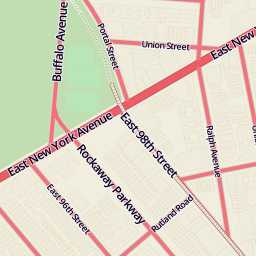 Buffalo Avenue
Portal Street
Union Street
East New Y
East New York Avenue
East 98th Street
Ralph Avenue
Rockaway Parkway
East 96th Street
Rutland Road